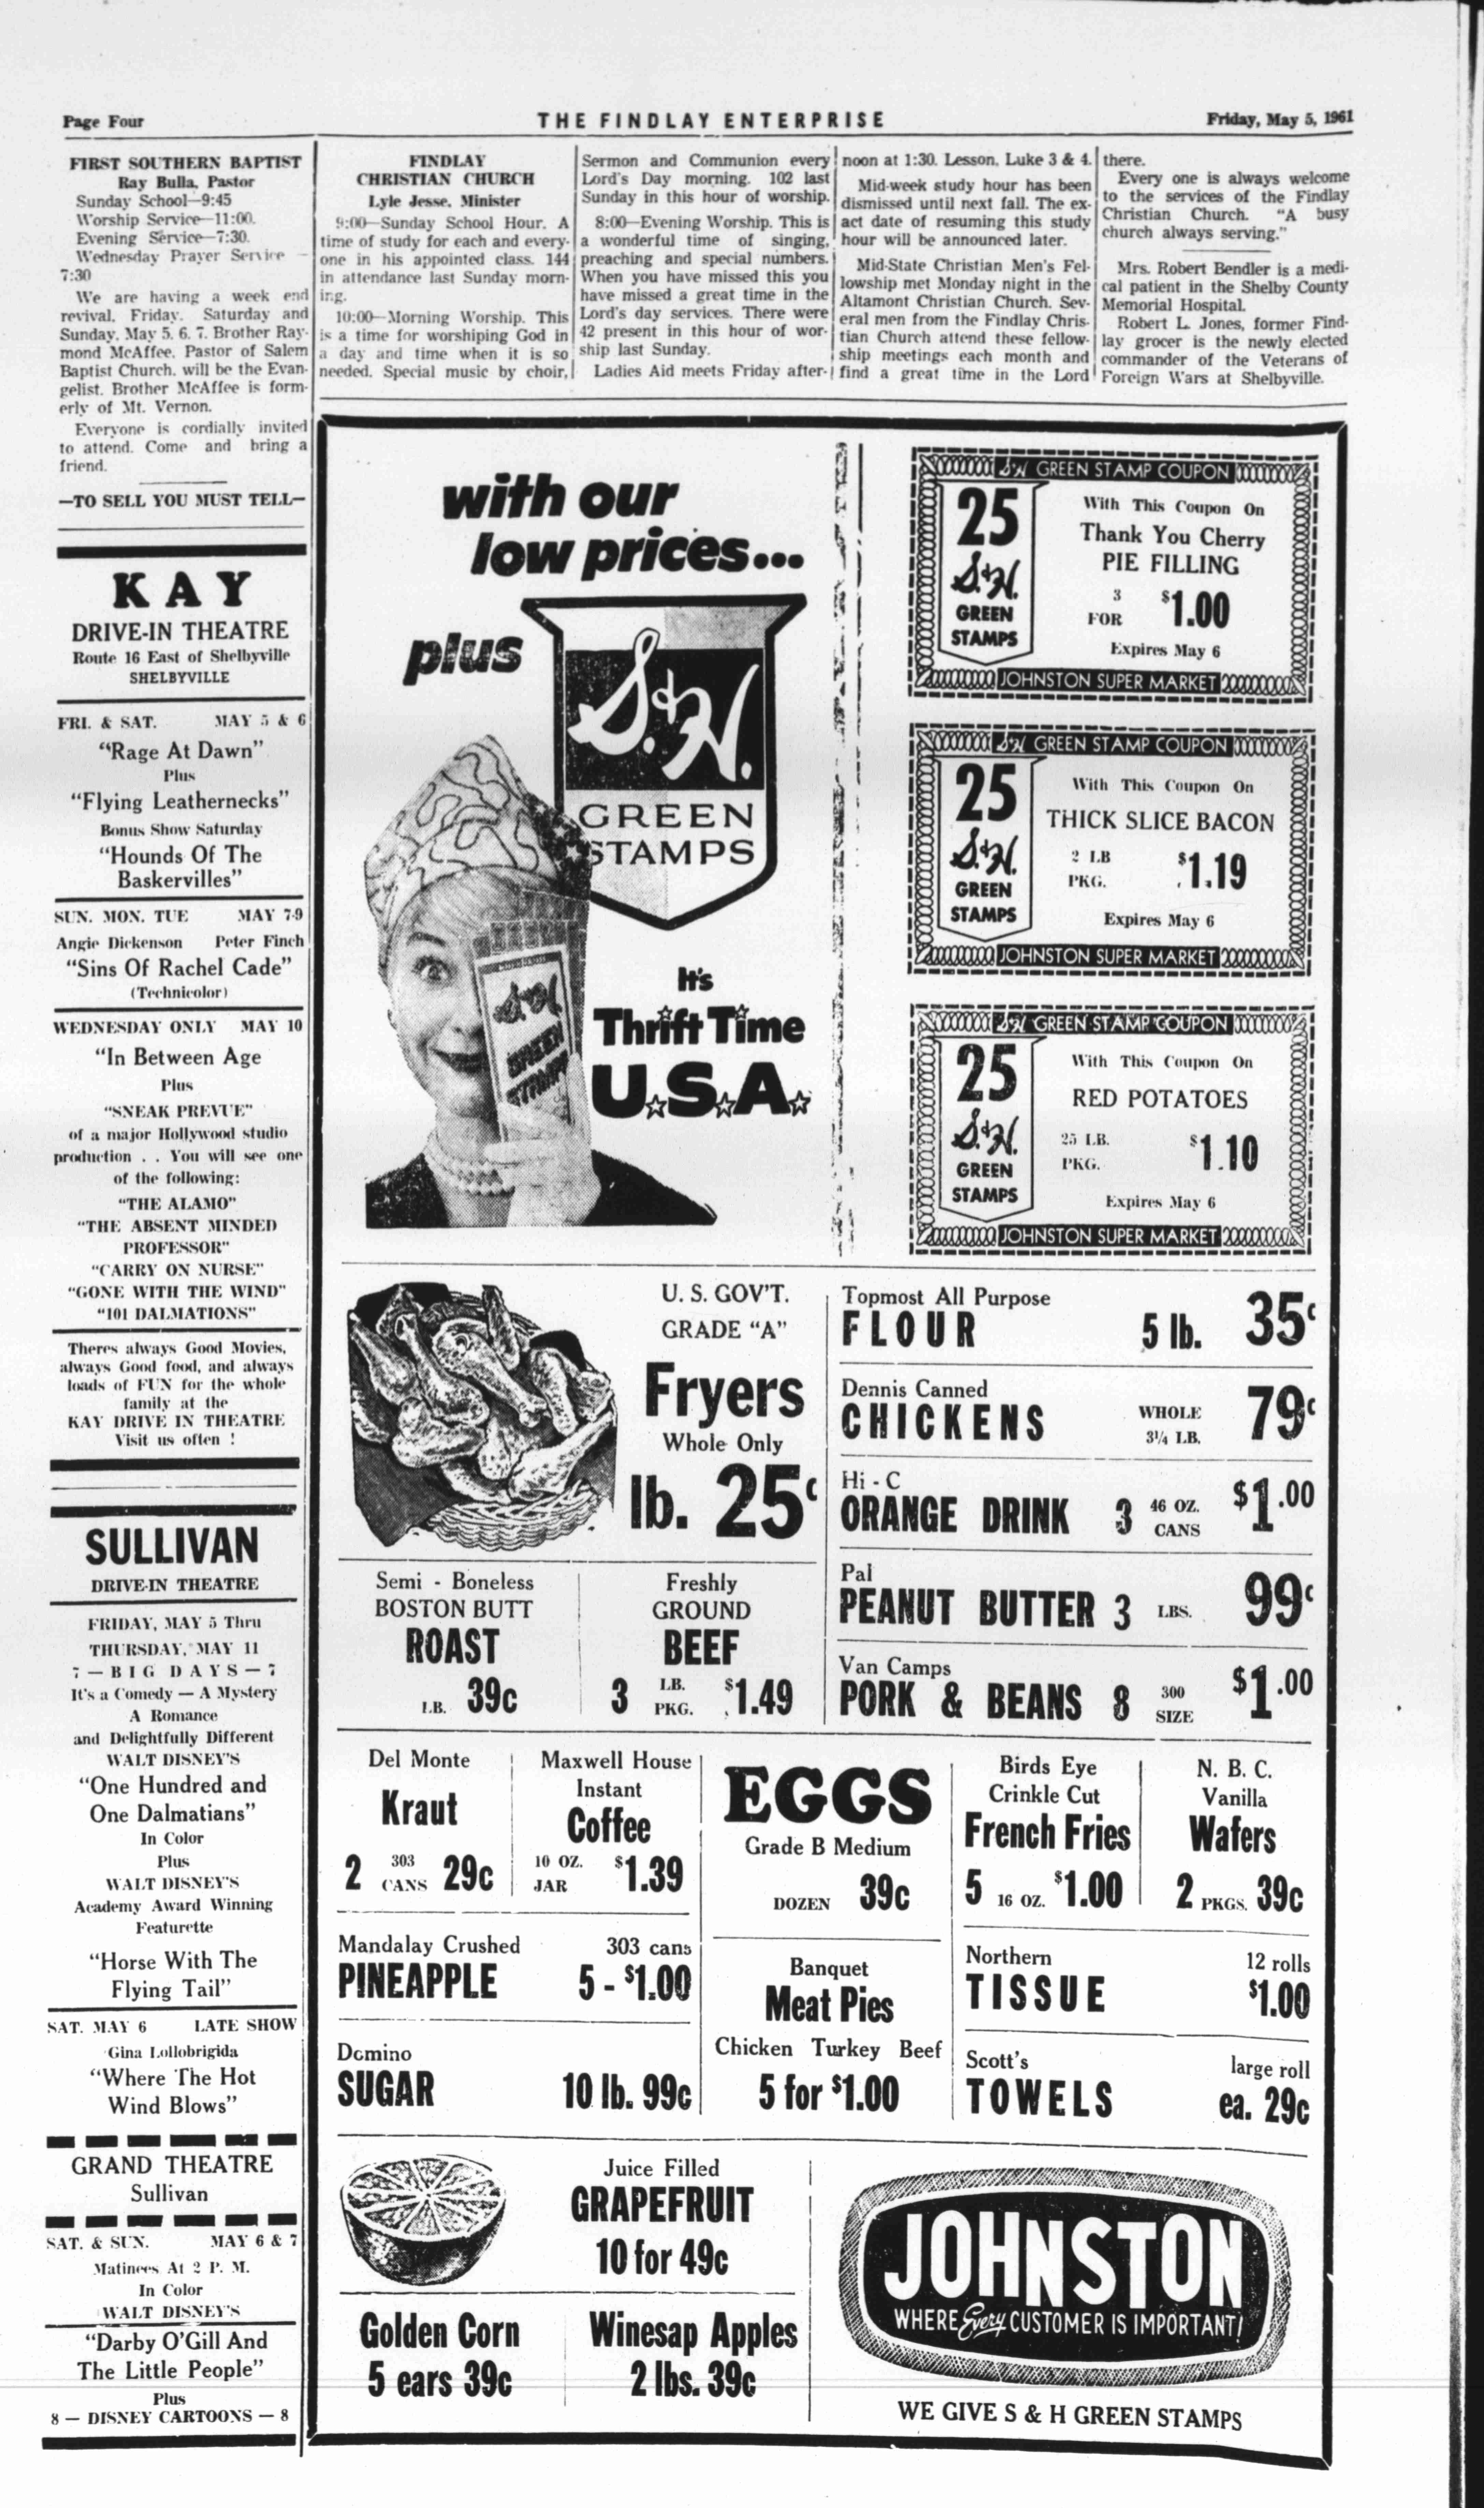 Page Four
THE FINDLAY ENTERPRISE
Friday, May 5, 1961
FIRST SOUTHERN BAPTIST
Ray Bulla, Pastor
Sunday School—9:45
Worship Service—11:00.
Evening Service—7:30.
Wednesday Prayer Service —
7:30
We are having a week end
revival. Friday. Saturday and
Sunday, May 5. 6. 7. Brother Ray-
mond McAffee, Pastor of Salem
Baptist Church. will be the Evan-
gelist. Brother McAffee is form-
erly of Mt. Vernon.
Everyone is cordially invited
to attend. Come and bring a
friend.
—TO SELL YOU MUST TELL—
KAY
DRIVE-IN THEATRE
Route 16 East of Shelbyville
SHELBYVILLE
FRI. & SAT. MAY 5 & 6
"Rage At Dawn"
Plus
"Flying Leathernecks"
Bonus Show Saturday
"Hounds Of The
Baskervilles"
SUN. MON. TUE MAY 7-9
Angie Dickenson Peter Finch
"Sins Of Rachel Cade"
(Technicolor)
WEDNESDAY ONLY MAY 10
"In Between Age
Plus
"SNEAK PREVUE"
of a major Hollywood studio
production . . You will see one
of the following:
"THE ALAMO"
"THE ABSENT MINDED
PROFESSOR"
"CARRY ON NURSE"
"GONE WITH THE WIND"
"101 DALMATIONS"
Theres always Good Movies,
always Good food, and always
loads of FUN for the whole
family at the
KAY DRIVE IN THEATRE
Visit us often !
SULLIVAN
DRIVE-IN THEATRE
FRIDAY, MAY 5 Thru
THURSDAY, MAY 11
7 — BIG DAYS — 7
It's a Comedy — A Mystery
A Romance
and Delightfully Different
WALT DISNEY'S
"One Hundred and
One Dalmatians"
In Color
Plus
WALT DISNEY'S
Academy Award Winning
Featurette
"Horse With The
Flying Tail"
SAT. MAY 6 LATE SHOW
Gina Lollobrigida
"Where The Hot
Wind Blows"
GRAND THEATRE
Sullivan
SAT. & SUN. MAY 6 & 7
Matinees At 2 P. M.
In Color
WALT DISNEY'S
"Darby O'Gill And
The Little People"
Plus
8 — DISNEY CARTOONS — 8
FINDLAY
CHRISTIAN CHURCH
Lyle Jesse, Minister
9:00—Sunday School Hour. A
time of study for each and every-
one in his appointed class. 144
in attendance last Sunday morn-
ing.
10:00—Morning Worship. This
is a time for worshiping God in
a day and time when it is so
needed. Special music by choir,
Sermon and Communion every
Lord's Day morning. 102 last
Sunday in this hour of worship.
8:00—Evening Worship. This is
a wonderful time of singing,
preaching and special numbers.
When you have missed this you
have missed a great time in the
Lord's day services. There were
42 present in this hour of wor-
ship last Sunday.
Ladies Aid meets Friday after-
noon at 1:30. Lesson, Luke 3 & 4.
Mid-week study hour has been
dismissed until next fall. The ex-
act date of resuming this study
hour will be announced later.
Mid-State Christian Men's Fel-
lowship met Monday night in the
Altamont Christian Church. Sev-
eral men from the Findlay Chris-
tian Church attend these fellow-
ship meetings each month and
find a great time in the Lord
there.
Every one is always welcome
to the services of the Findlay
Christian Church. "A busy
church always serving."
Mrs. Robert Bendler is a medi-
cal patient in the Shelby County
Memorial Hospital.
Robert L. Jones, former Find-
lay grocer is the newly elected
commander of the Veterans of
Foreign Wars at Shelbyville.
with our
low prices...
plus
S&H.
GREEN
STAMPS
S&H
GREEN
STAMPS
It's
Thrift Time
U.S.A.
S&H GREEN STAMP COUPON
25
S&H.
GREEN
STAMPS
With This Coupon On
Thank You Cherry
PIE FILLING
3
FOR
$1.00
Expires May 6
JOHNSTON SUPER MARKET
S&H GREEN STAMP COUPON
25
S&H.
GREEN
STAMPS
With This Coupon On
THICK SLICE BACON
2 LB
PKG.
$1.19
Expires May 6
JOHNSTON SUPER MARKET
S&H GREEN STAMP COUPON
25
S&H.
GREEN
STAMPS
With This Coupon On
RED POTATOES
25 LB.
PKG.
$1.10
Expires May 6
JOHNSTON SUPER MARKET
U. S. GOV'T.
GRADE "A"
Fryers
Whole Only
lb. 25c
Topmost All Purpose
FLOUR 5 lb. 35c
Dennis Canned
CHICKENS WHOLE 3¼ LB. 79c
Hi - C
ORANGE DRINK 3 46 OZ. CANS $1.00
Pal
PEANUT BUTTER 3 LBS. 99c
Van Camps
PORK & BEANS 8 300 SIZE $1.00
Semi - Boneless
BOSTON BUTT
ROAST
LB. 39c
Freshly
GROUND
BEEF
3 LB. PKG. $1.49
Del Monte
Kraut
2 303 CANS 29c
Maxwell House
Instant
Coffee
10 OZ. JAR $1.39
EGGS
Grade B Medium
DOZEN 39c
Birds Eye
Crinkle Cut
French Fries
5 16 OZ. $1.00
N. B. C.
Vanilla
Wafers
2 PKGS. 39c
Mandalay Crushed 303 cans
PINEAPPLE 5 - $1.00
Banquet
Meat Pies
Chicken Turkey Beef
5 for $1.00
Northern 12 rolls
TISSUE $1.00
Domino
SUGAR 10 lb. 99c
Scott's large roll
TOWELS ea. 29c
Juice Filled
GRAPEFRUIT
10 for 49c
Golden Corn
5 ears 39c
Winesap Apples
2 lbs. 39c
JOHNSTON
WHERE Every CUSTOMER IS IMPORTANT!
WE GIVE S & H GREEN STAMPS